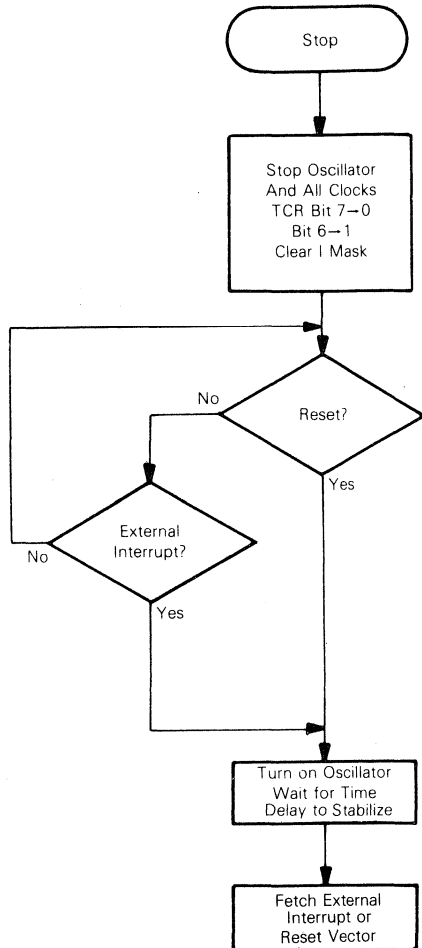 Stop
Stop Oscillator
And All Clocks
TCR Bit 7→0
Bit 6→1
Clear I Mask
No
Reset?
Yes
External
Interrupt?
No
Yes
Turn on Oscillator
Wait for Time
Delay to Stabilize
Fetch External
Interrupt or
Reset Vector